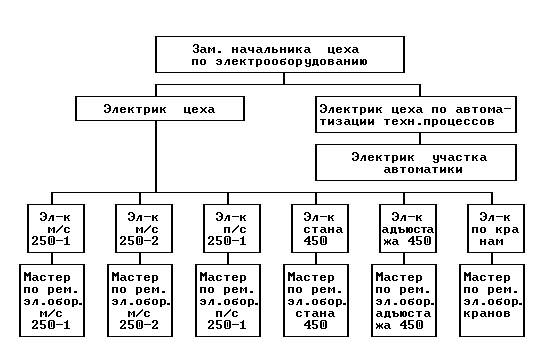 Зам. начальника цеха
по электрооборудованию
Электрик цеха
Электрик цеха по автома-
тизации техн.процессов
Электрик участка
автоматики
Эл-к
м/с
250-1
Эл-к
м/с
250-2
Эл-к
п/с
250-1
Эл-к
стана
450
Эл-к
адъюста
жа 450
Эл-к
по кра
нам
Мастер
по рем.
эл.обор.
м/с
250-1
Мастер
по рем.
эл.обор.
м/с
250-2
Мастер
по рем.
эл.обор.
п/с
250-1
Мастер
по рем.
эл.обор.
стана
450
Мастер
по рем.
эл.обор.
адъюста
жа 450
Мастер
по рем.
эл.обор.
кранов